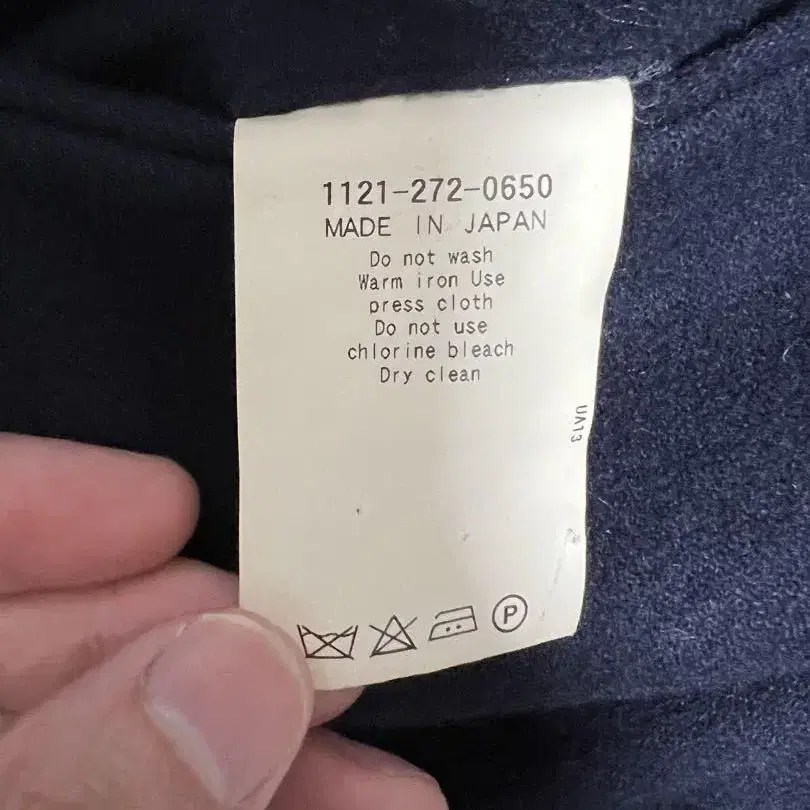 1121-272-0650
MADE IN JAPAN
Do not wash
Warm iron Use
press cloth
Do not use
chlorine bleach
Dry clean
UA13
P